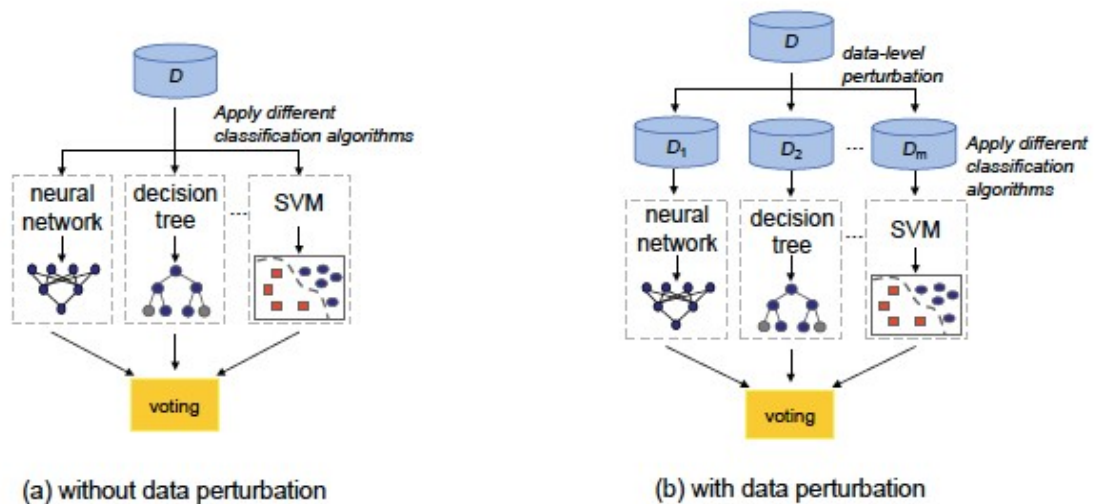 D
Apply different
classification algorithms
neural
network
decision
tree
SVM
voting
(a) without data perturbation
D
data-level
perturbation
D1
D2
Dm
Apply different
classification
algorithms
neural
network
decision
tree
SVM
voting
(b) with data perturbation